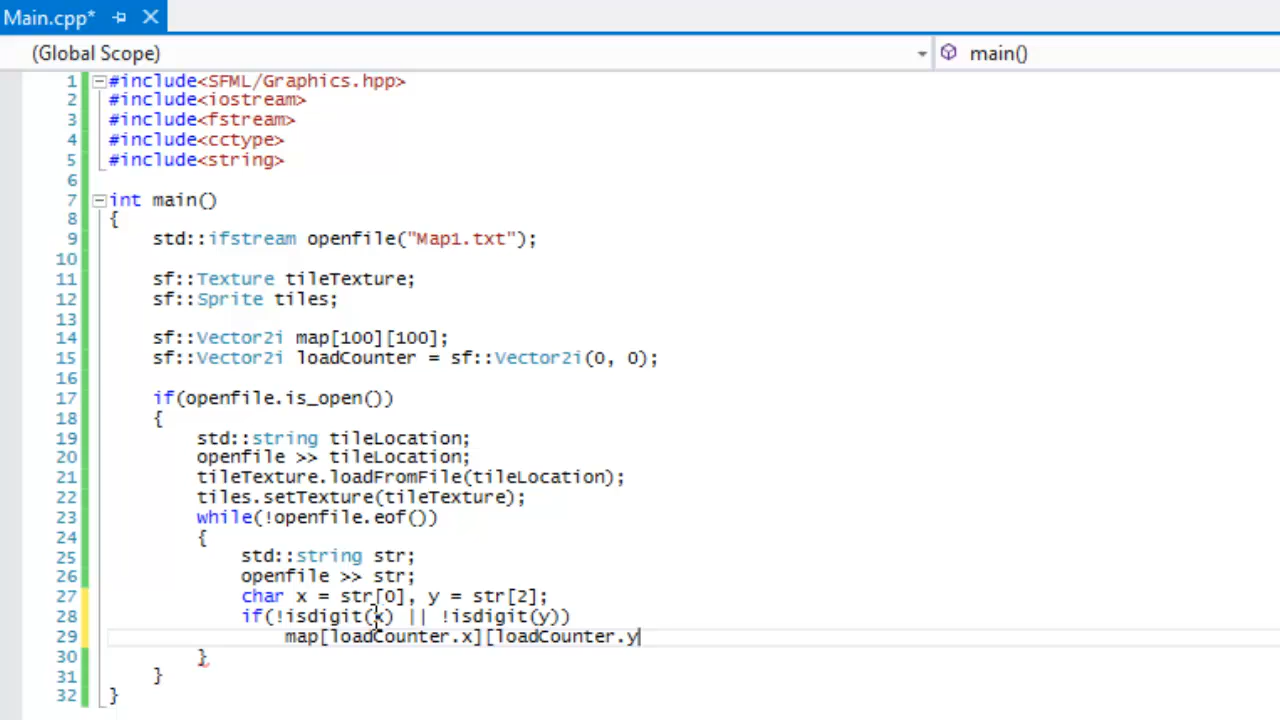 Main.cpp*
(Global Scope) main()
1 #include<SFML/Graphics.hpp>
2 #include<iostream>
3 #include<fstream>
4 #include<cctype>
5 #include<string>
6
7 int main()
8 {
9 std::ifstream openfile("Map1.txt");
10
11 sf::Texture tileTexture;
12 sf::Sprite tiles;
13
14 sf::Vector2i map[100][100];
15 sf::Vector2i loadCounter = sf::Vector2i(0, 0);
16
17 if(openfile.is_open())
18 {
19 std::string tileLocation;
20 openfile >> tileLocation;
21 tileTexture.loadFromFile(tileLocation);
22 tiles.setTexture(tileTexture);
23 while(!openfile.eof())
24 {
25 std::string str;
26 openfile >> str;
27 char x = str[0], y = str[2];
28 if(!isdigit(x) || !isdigit(y))
29 map[loadCounter.x][loadCounter.y
30 }
31 }
32 }